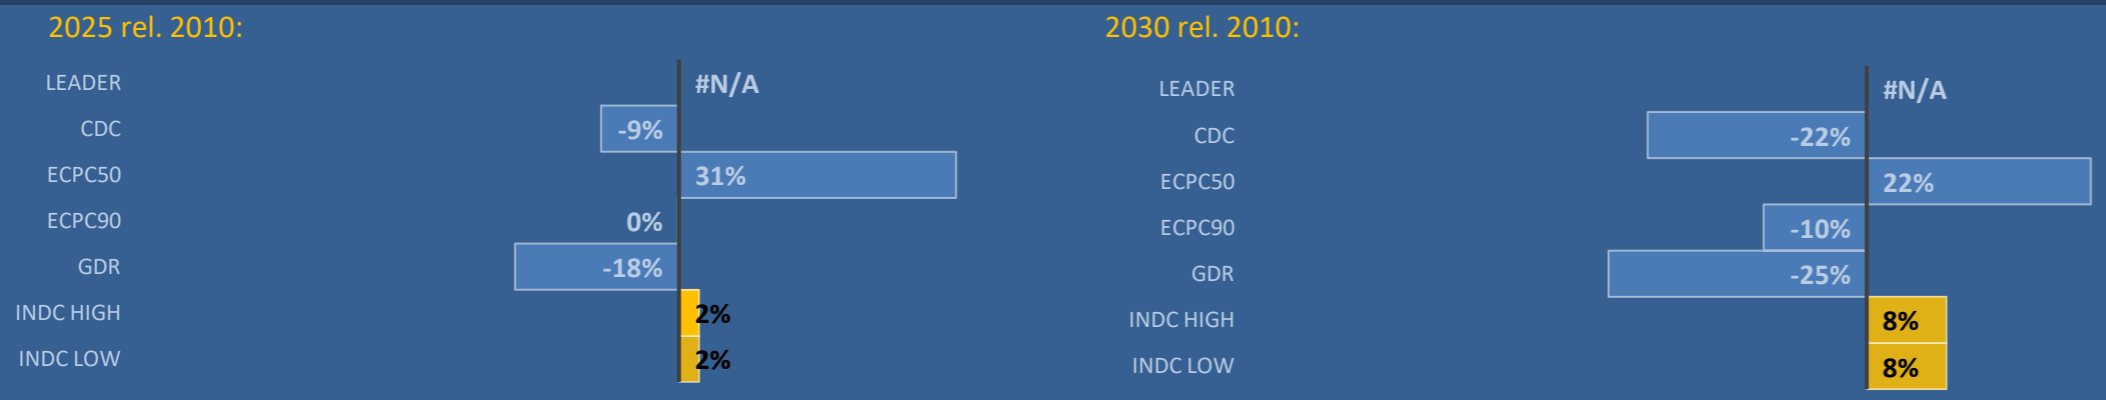 2025 rel. 2010:
LEADER #N/A
CDC -9%
ECPC50 31%
ECPC90 0%
GDR -18%
INDC HIGH 2%
INDC LOW 2%
2030 rel. 2010:
LEADER #N/A
CDC -22%
ECPC50 22%
ECPC90 -10%
GDR -25%
INDC HIGH 8%
INDC LOW 8%